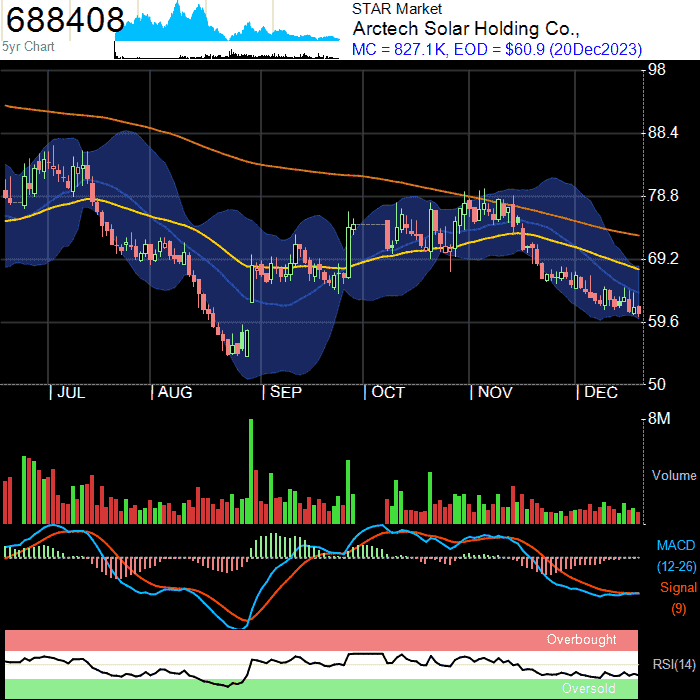 688408
5yr Chart
STAR Market
Arctech Solar Holding Co.,
MC = 827.1K, EOD = $60.9 (20Dec2023)
98
88.4
78.8
69.2
59.6
50
| JUL | AUG | SEP | OCT | NOV | DEC
8M
Volume
MACD
(12-26)
Signal
(9)
Overbought
RSI(14)
Oversold